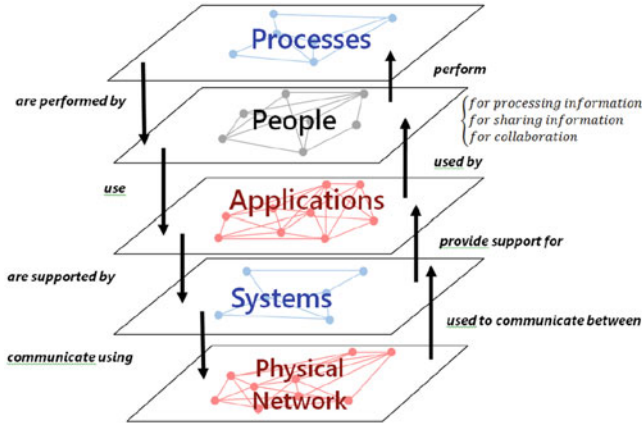 Processes
perform
are performed by
People
for processing information
for sharing information
for collaboration
used by
use
Applications
provide support for
are supported by
Systems
used to communicate between
communicate using
Physical
Network